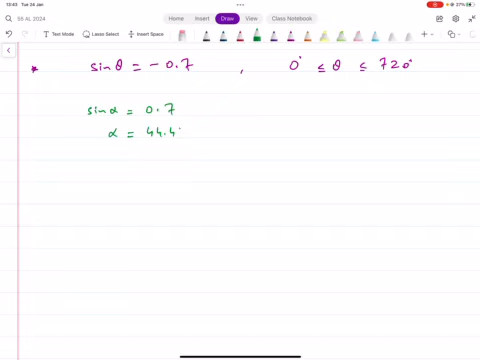 13:43 Tue 24 Jan
27%
S6 AL 2024
Home Insert Draw View Class Notebook
Text Mode Lasso Select Insert Space
* sin θ = -0.7 , 0° ≤ θ ≤ 720°
sin α = 0.7
α = 44.4